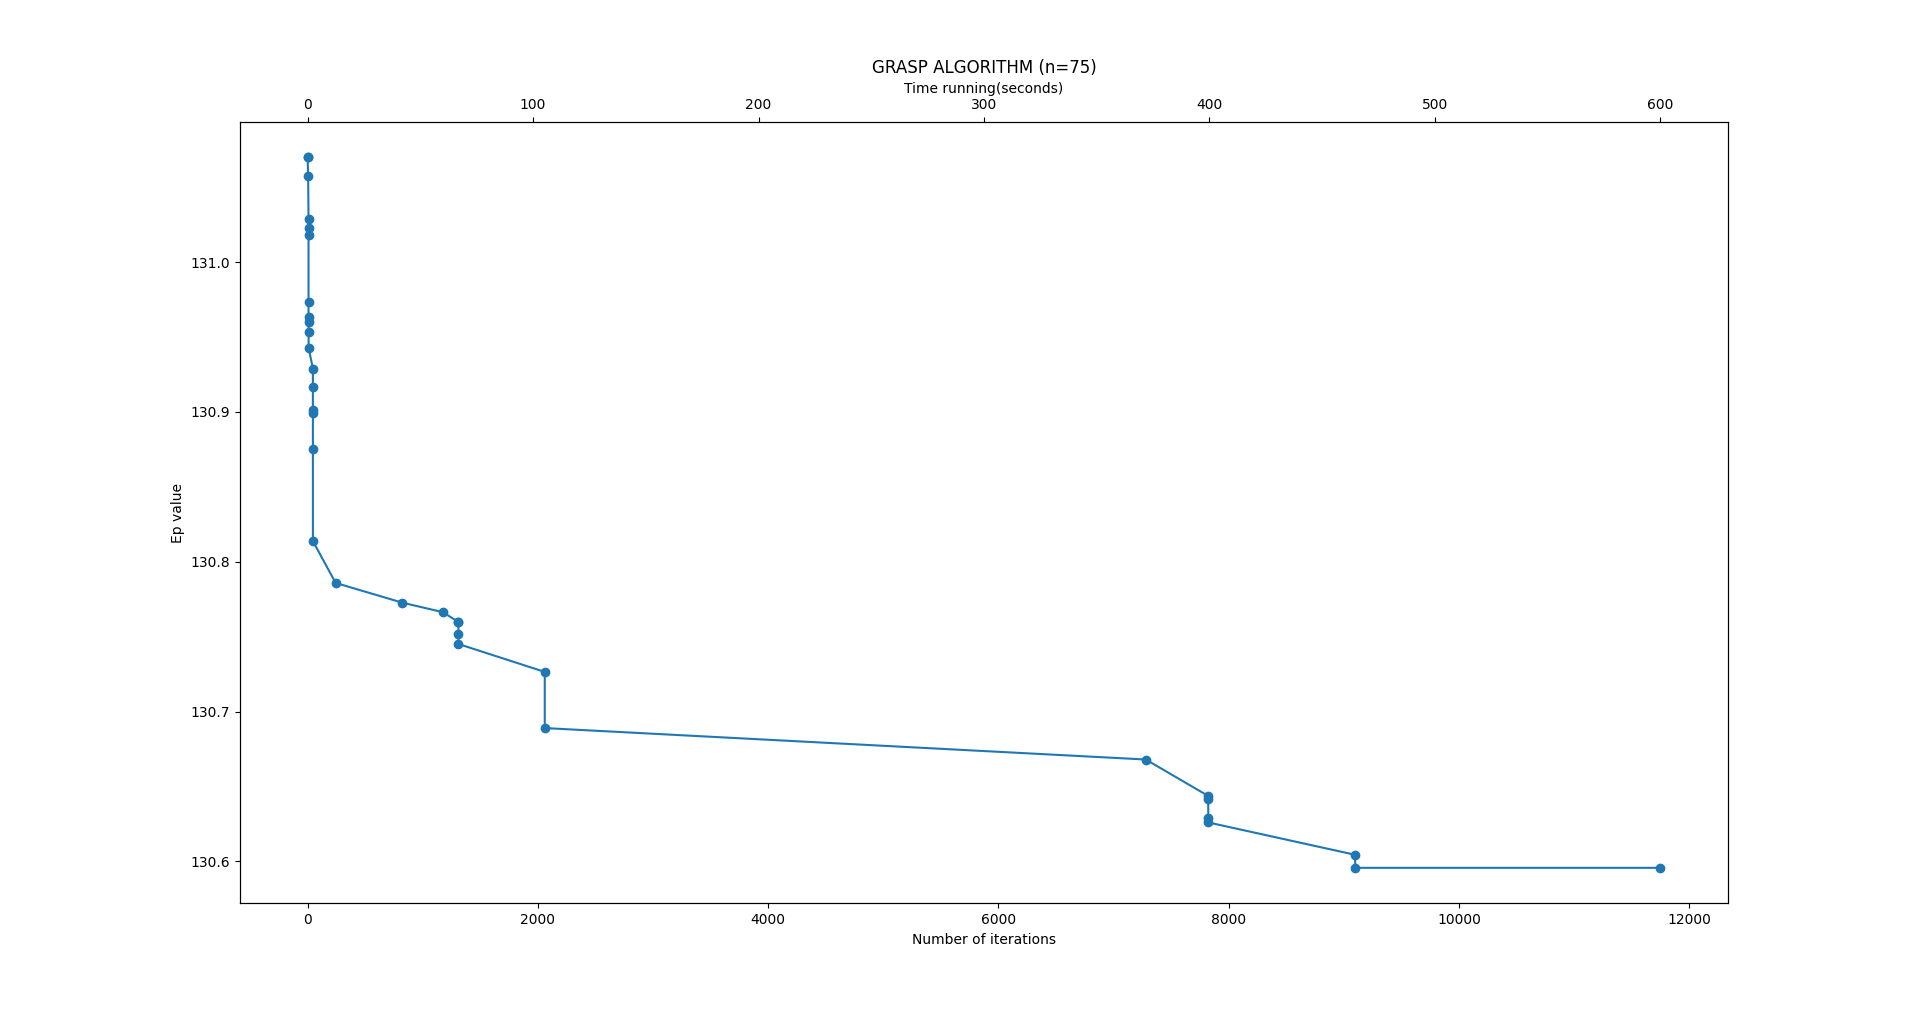 GRASP ALGORITHM (n=75)
Time running(seconds)
0 100 200 300 400 500 600
131.0
130.9
130.8
130.7
130.6
Ep value
0 2000 4000 6000 8000 10000 12000
Number of iterations